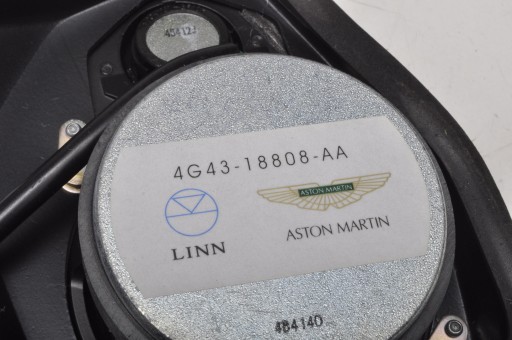 4G43-18808-AA
ASTON MARTIN
LINN
ASTON MARTIN
484140